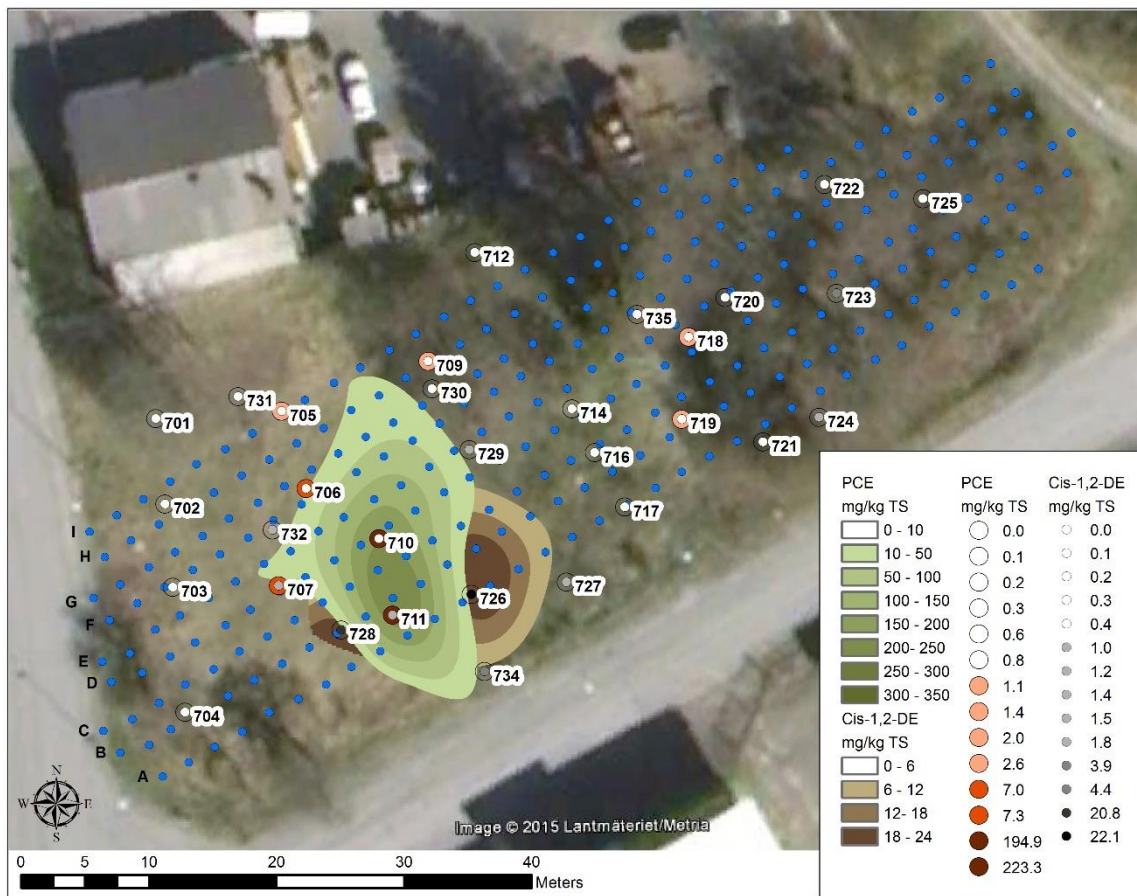 712
722
725
735
720
723
718
709
730
731
705
701
714
719
724
721
729
716
706
702
732
717
I
H
710
703
707
G
726
727
F
711
728
E
734
D
704
C
B
A
N
W E
S
Image © 2015 Lantmäteriet/Metria
0 5 10 20 30 40
Meters
PCE
mg/kg TS
0 - 10
10 - 50
50 - 100
100 - 150
150 - 200
200- 250
250 - 300
300 - 350
Cis-1,2-DE
mg/kg TS
0 - 6
6 - 12
12- 18
18 - 24
PCE
mg/kg TS
0.0
0.1
0.2
0.3
0.6
0.8
1.1
1.4
2.0
2.6
7.0
7.3
194.9
223.3
Cis-1,2-DE
mg/kg TS
0.0
0.1
0.2
0.3
0.4
1.0
1.2
1.4
1.5
1.8
3.9
4.4
20.8
22.1